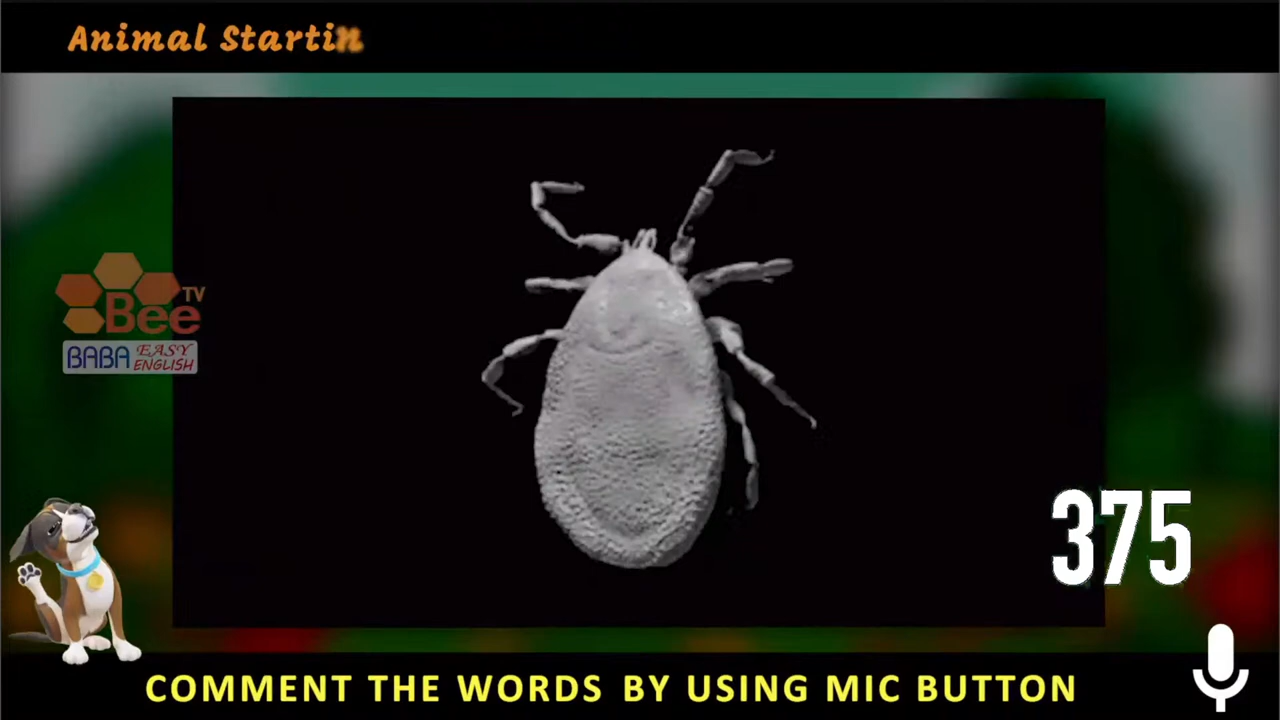 Animal Startin
Bee TV
BABA EASY ENGLISH
375
COMMENT THE WORDS BY USING MIC BUTTON